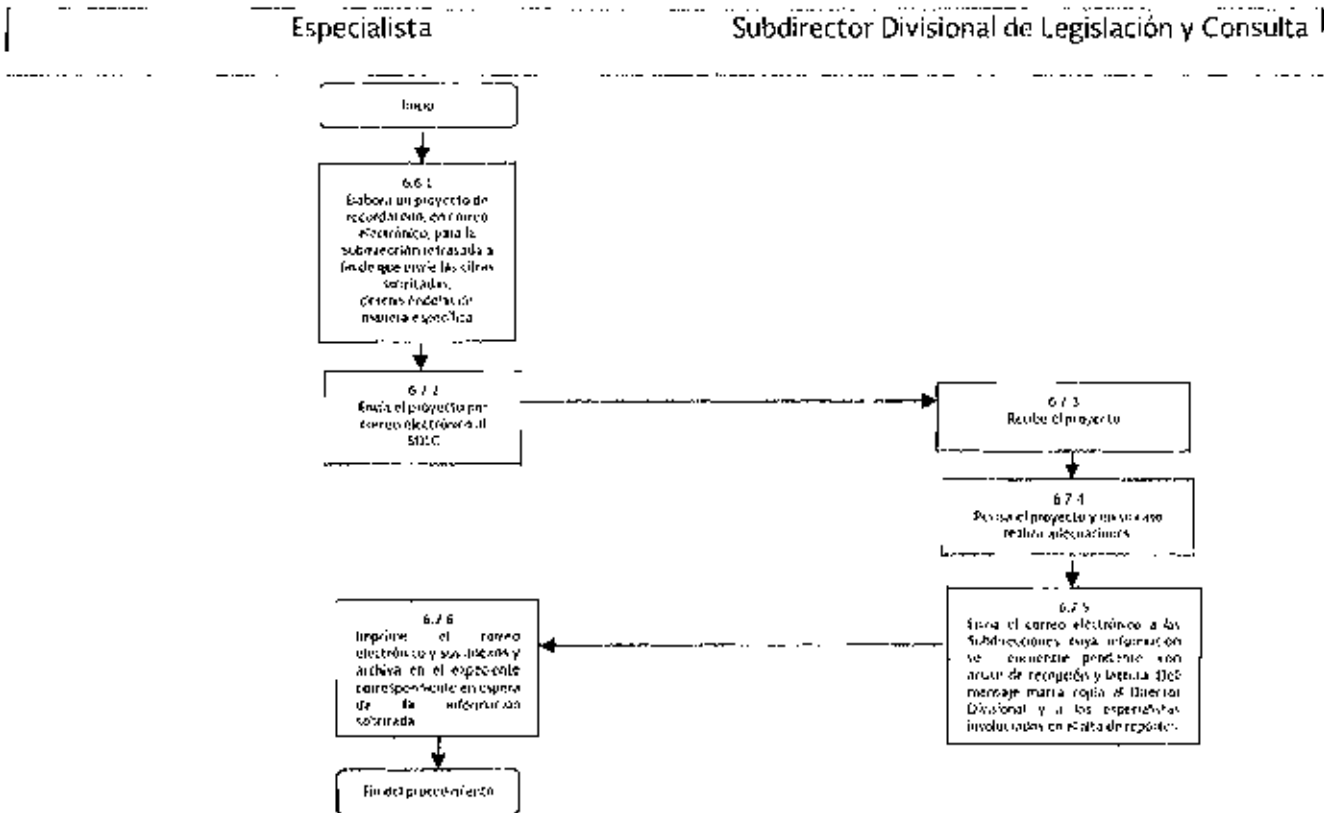 Especialista
Subdirector Divisional de Legislación y Consulta
Inicio
6.6.1
Elabora un proyecto de
recordatorio, en correo
electrónico, para la
subdirección retrasada a
fin de que envíe las cifras
solicitadas,
manera específica
6.7.2
Envía el proyecto por
correo electrónico al
SDLC
6.7.3
Recibe el proyecto
6.7.4
Revisa el proyecto y en su caso
realiza adecuaciones
6.7.5
Envía el correo electrónico a las
Subdirecciones cuya información
se encuentre pendiente con
acuse de recepción y lectura. Del
mensaje marca copia al Director
Divisional y a los especialistas
involucrados en el alta de reportes
6.7.6
Imprime el correo
electrónico y sus anexos y
archiva en el expediente
correspondiente en espera
de la información
solicitada
Fin del procedimiento